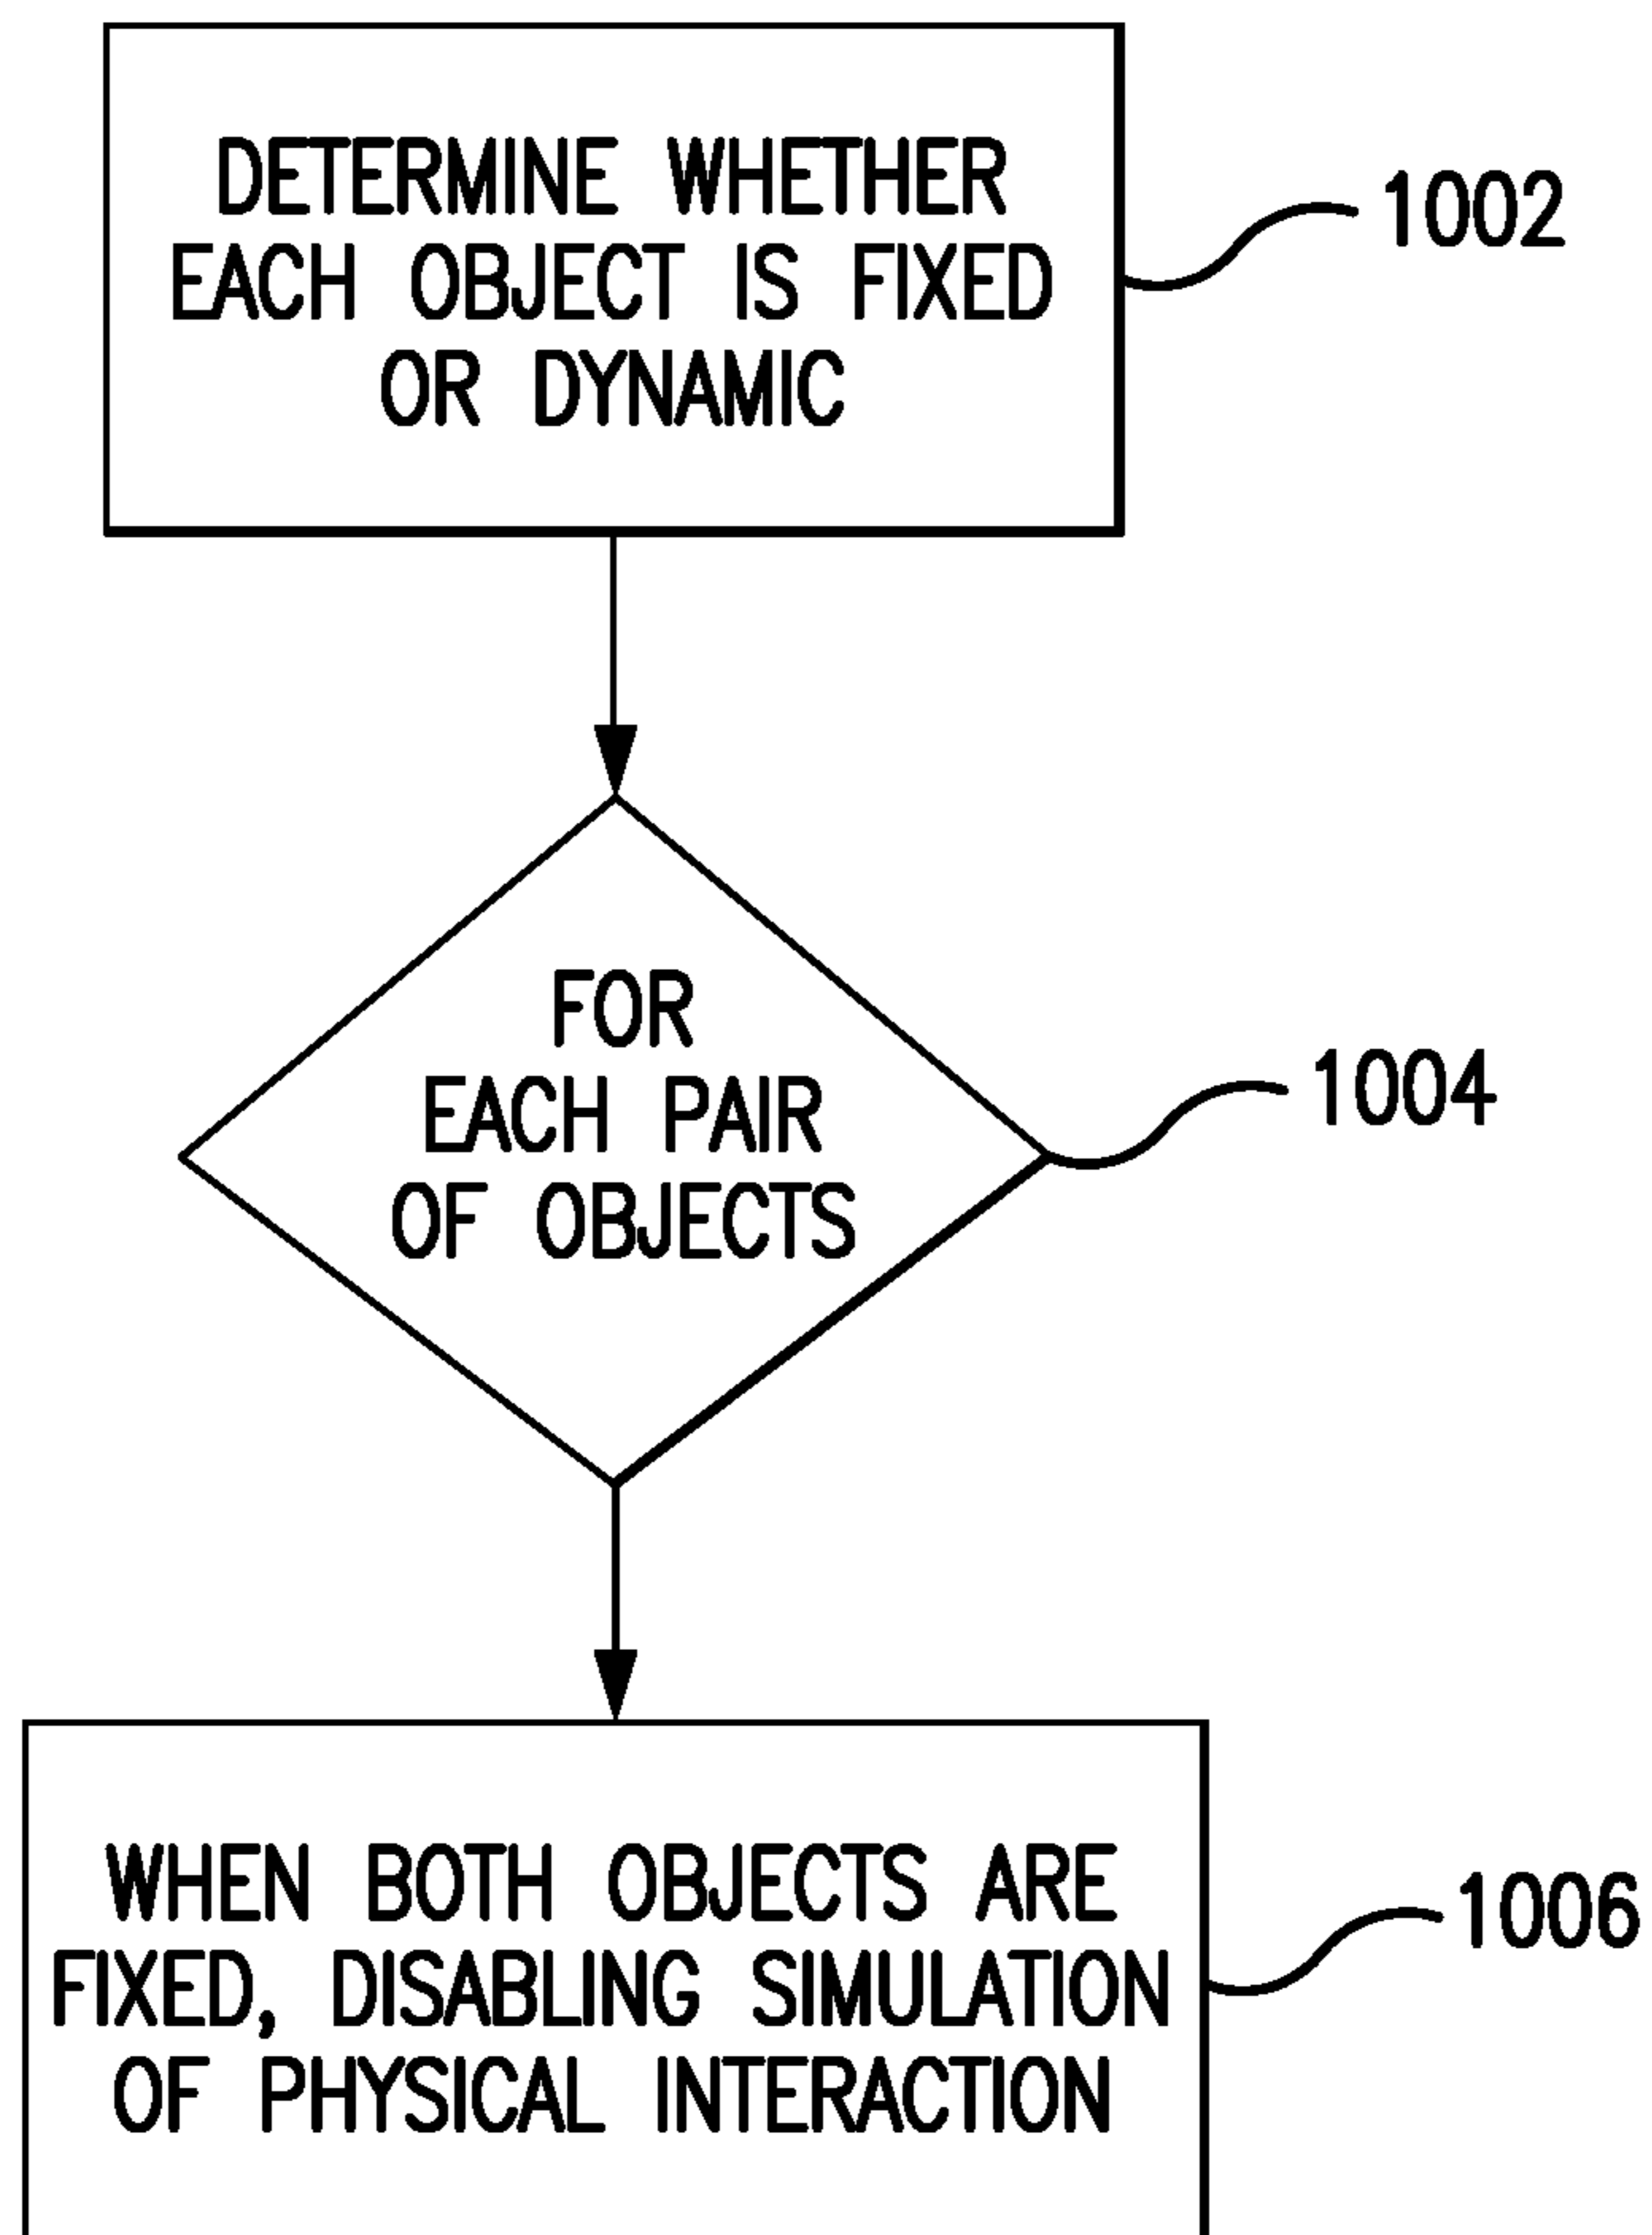 DETERMINE WHETHER
EACH OBJECT IS FIXED
OR DYNAMIC
1002
FOR
EACH PAIR
OF OBJECTS
1004
WHEN BOTH OBJECTS ARE
FIXED, DISABLING SIMULATION
OF PHYSICAL INTERACTION
1006